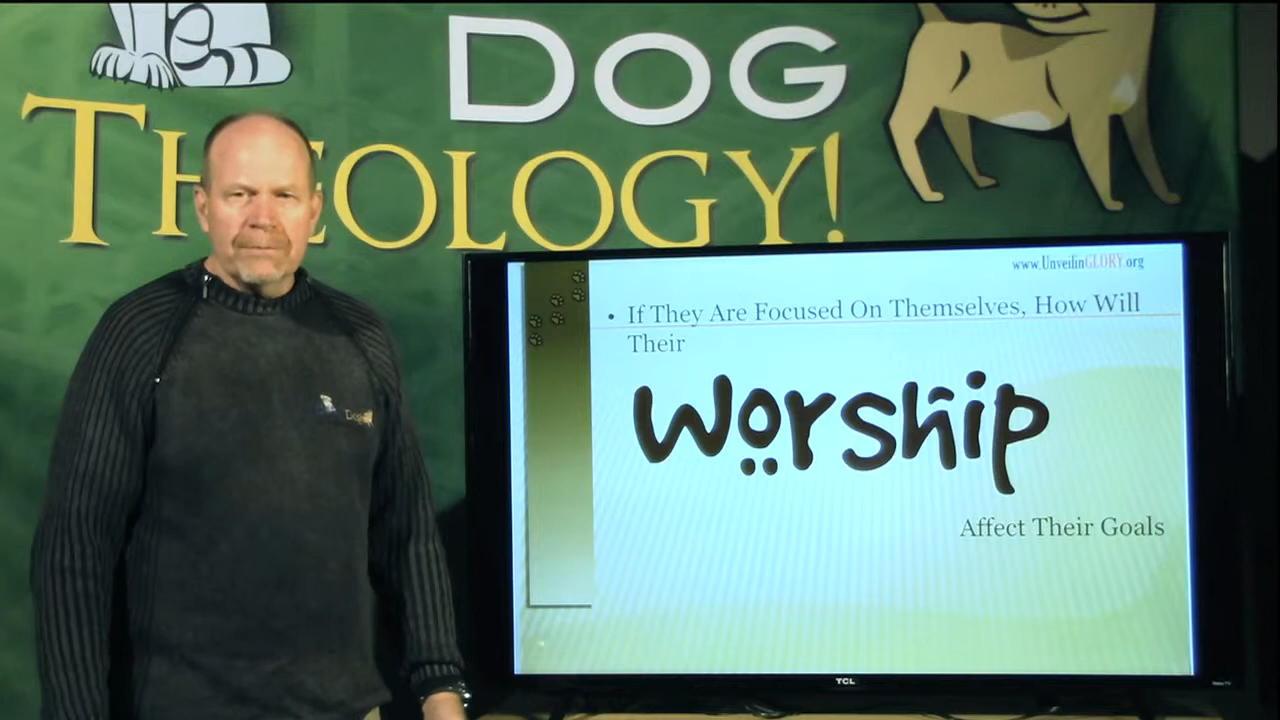 DOG
THEOLOGY!
www.UnveilinGLORY.org
• If They Are Focused On Themselves, How Will
Their
Worship
Affect Their Goals
Dog
TCL